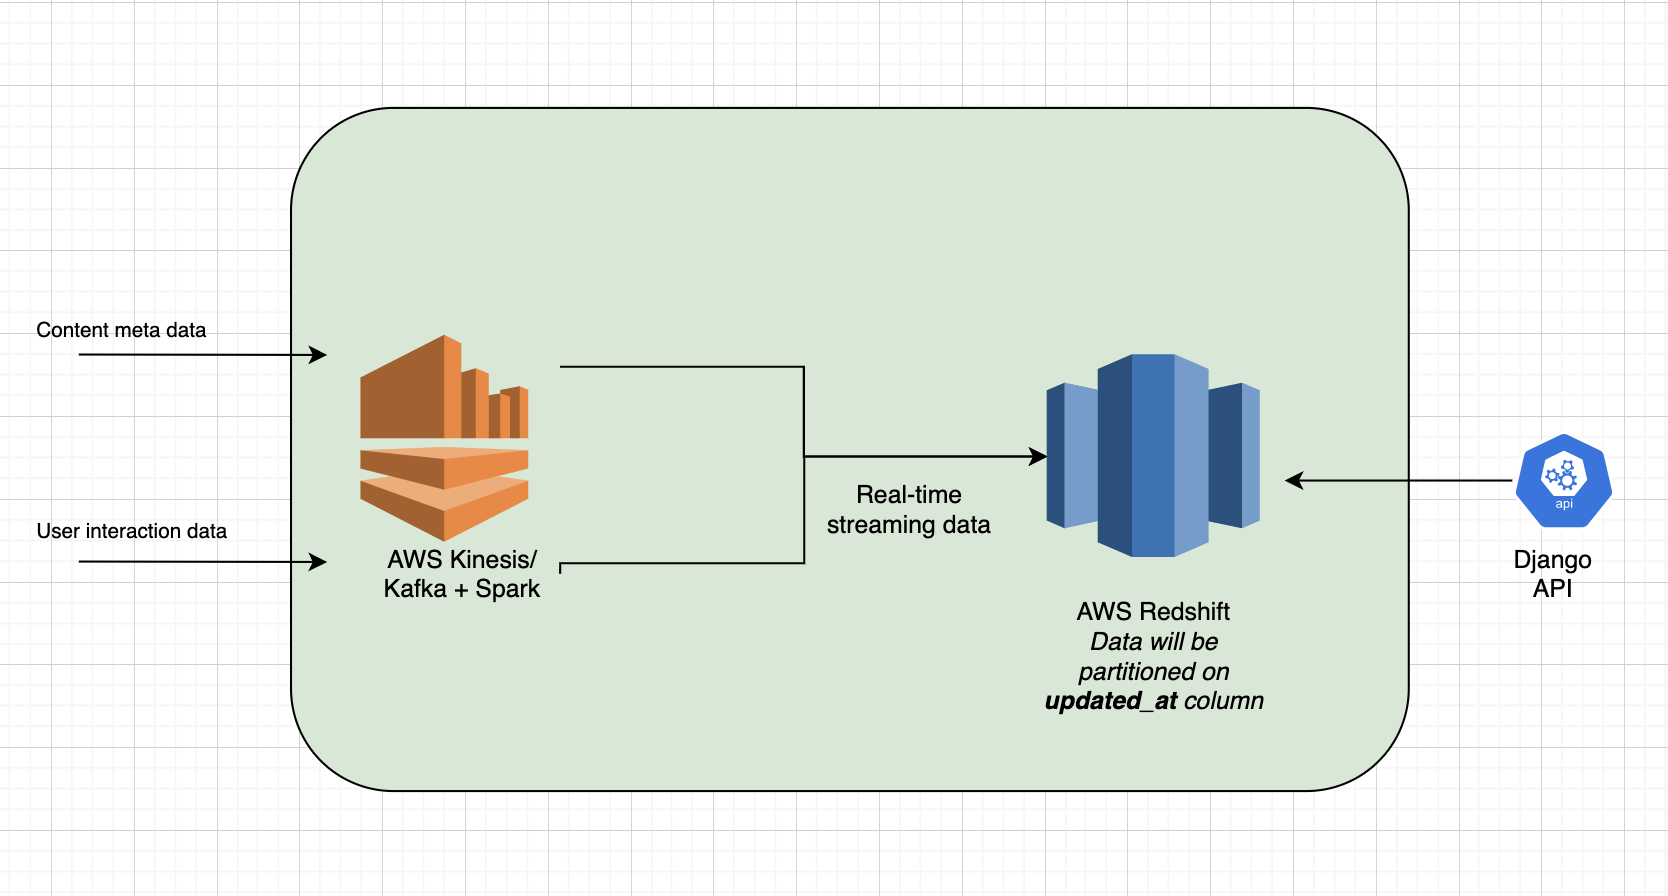 Content meta data
User interaction data
AWS Kinesis/
Kafka + Spark
Real-time
streaming data
AWS Redshift
Data will be
partitioned on
updated_at column
api
Django
API